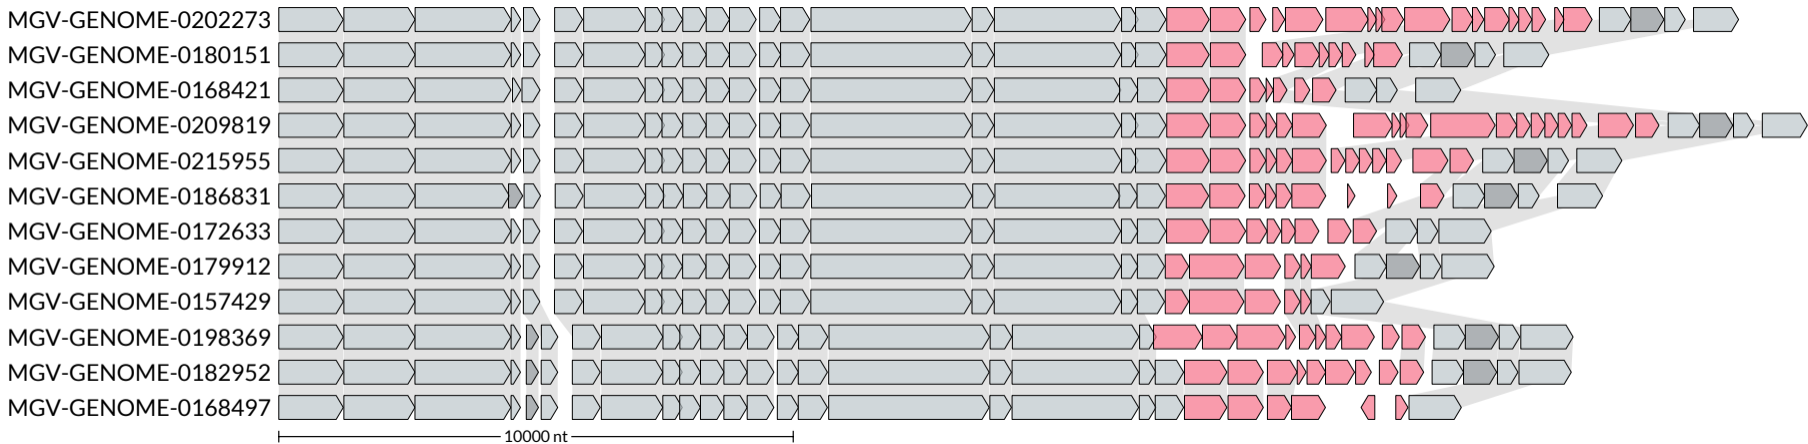 MGV-GENOME-0202273
MGV-GENOME-0180151
MGV-GENOME-0168421
MGV-GENOME-0209819
MGV-GENOME-0215955
MGV-GENOME-0186831
MGV-GENOME-0172633
MGV-GENOME-0179912
MGV-GENOME-0157429
MGV-GENOME-0198369
MGV-GENOME-0182952
MGV-GENOME-0168497
10000 nt